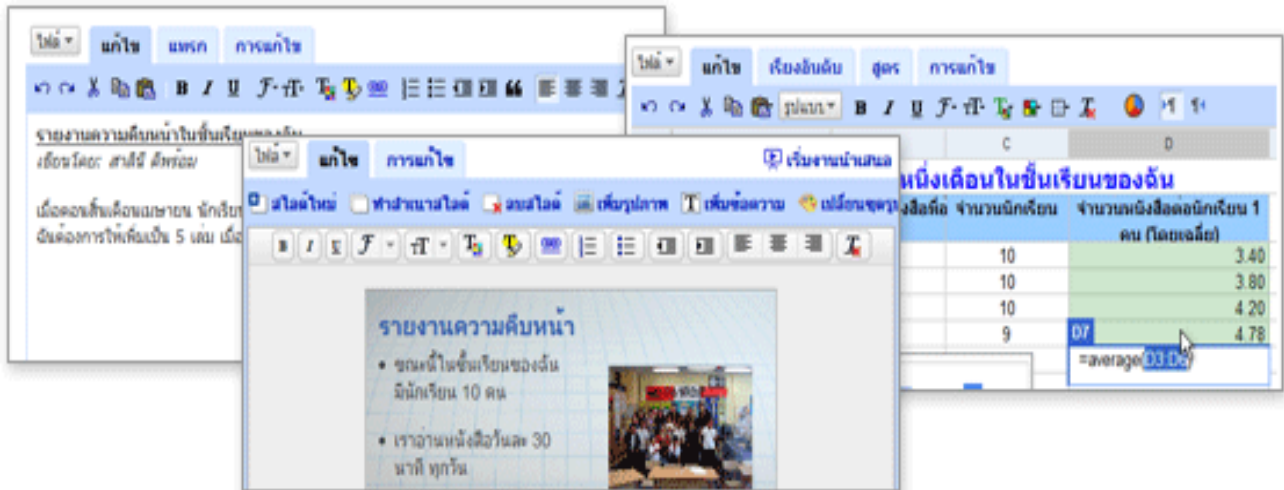 ไฟล์ แก้ไข แทรก การแก้ไข
B I U
รายงานความคืบหน้าในชั้นเรียนของฉัน
เขียนโดย: สาลินี
เมื่อตอนสิ้นเดือนเมษายน นักเรียน
ฉันต้องการให้เพิ่มเป็น 5 เล่ม เมื่อ
ไฟล์ แก้ไข การแก้ไข เริ่มงานนำเสนอ
สไลด์ใหม่ ทำสำเนาสไลด์ ลบสไลด์ เพิ่มรูปภาพ เพิ่มข้อความ
B I U
รายงานความคืบหน้า
• ขณะนี้ในชั้นเรียนของฉัน
มีนักเรียน 10 คน
• เราอ่านหนังสือวันละ 30
นาที ทุกวัน
ไฟล์ แก้ไข เรียงอันดับ สูตร การแก้ไข
รูปแบบ B I U
C D
หนึ่งเดือนในชั้นเรียนของฉัน
จำนวนนักเรียน จำนวนหนังสือต่อนักเรียน 1
คน (โดยเฉลี่ย)
10 3.40
10 3.80
10 4.20
9 4.78
D7
=average(D3:D6)